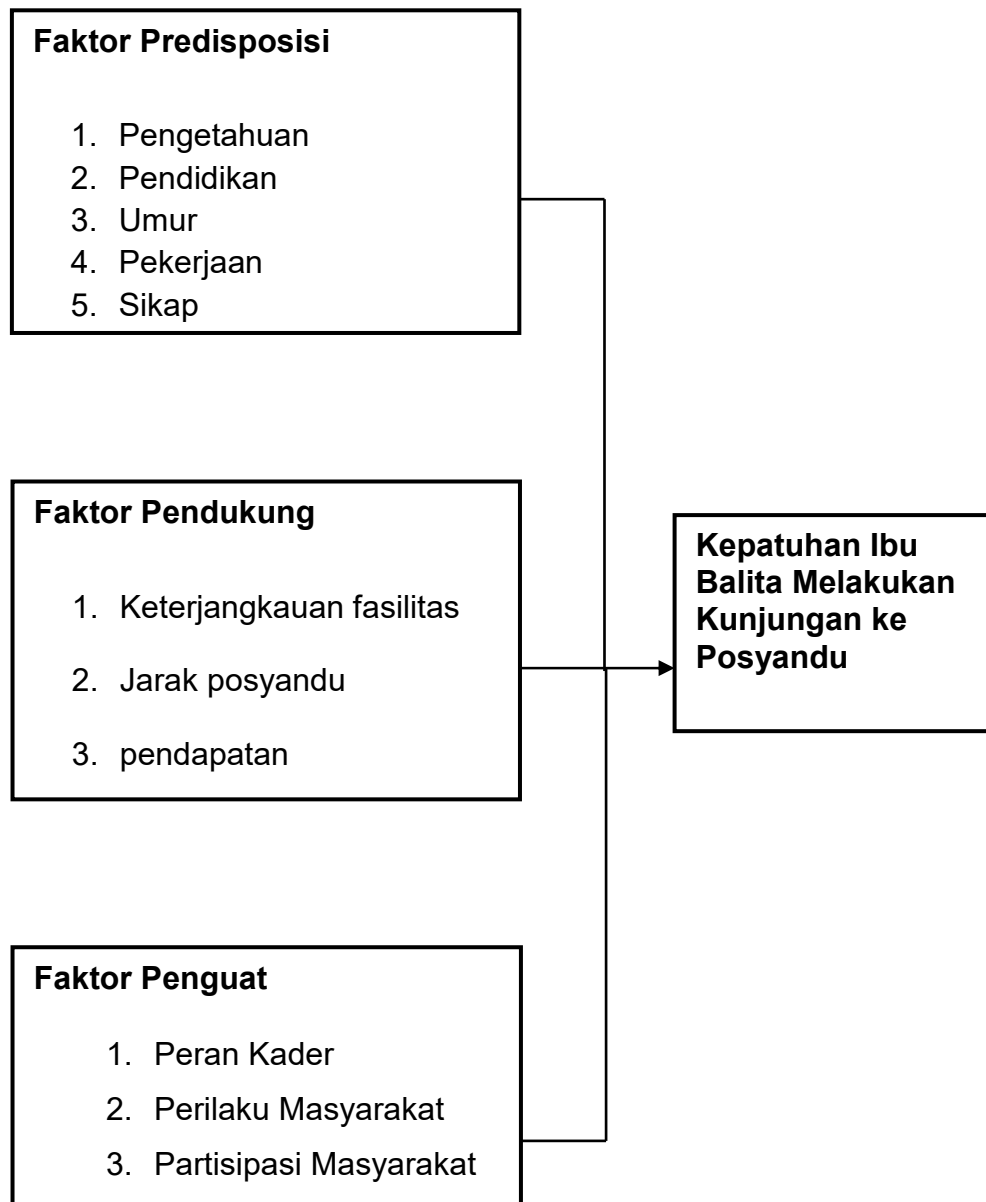 Faktor Predisposisi
1. Pengetahuan
2. Pendidikan
3. Umur
4. Pekerjaan
5. Sikap
Faktor Pendukung
1. Keterjangkauan fasilitas
2. Jarak posyandu
3. pendapatan
Kepatuhan Ibu
Balita Melakukan
Kunjungan ke
Posyandu
Faktor Penguat
1. Peran Kader
2. Perilaku Masyarakat
3. Partisipasi Masyarakat